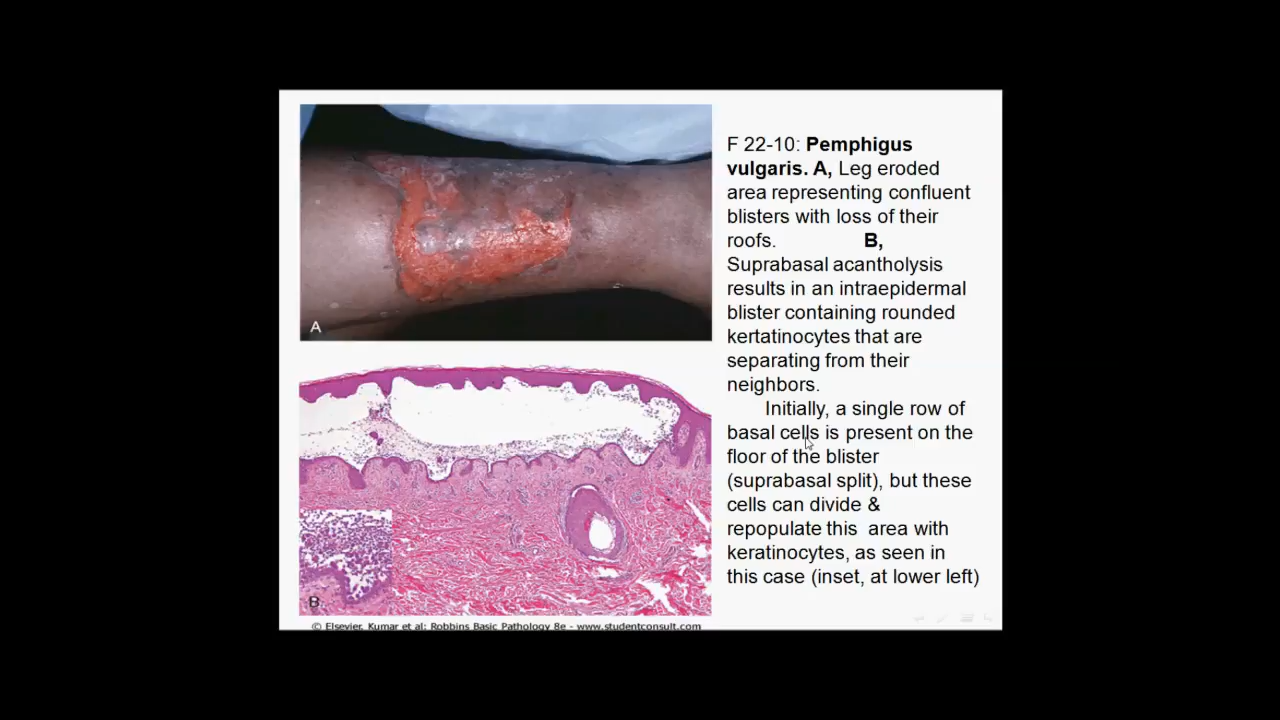 F 22-10: Pemphigus
vulgaris. A, Leg eroded
area representing confluent
blisters with loss of their
roofs. B,
Suprabasal acantholysis
results in an intraepidermal
blister containing rounded
kertatinocytes that are
separating from their
neighbors.
Initially, a single row of
basal cells is present on the
floor of the blister
(suprabasal split), but these
cells can divide &
repopulate this area with
keratinocytes, as seen in
this case (inset, at lower left)
A
B
© Elsevier. Kumar et al: Robbins Basic Pathology 8e - www.studentconsult.com